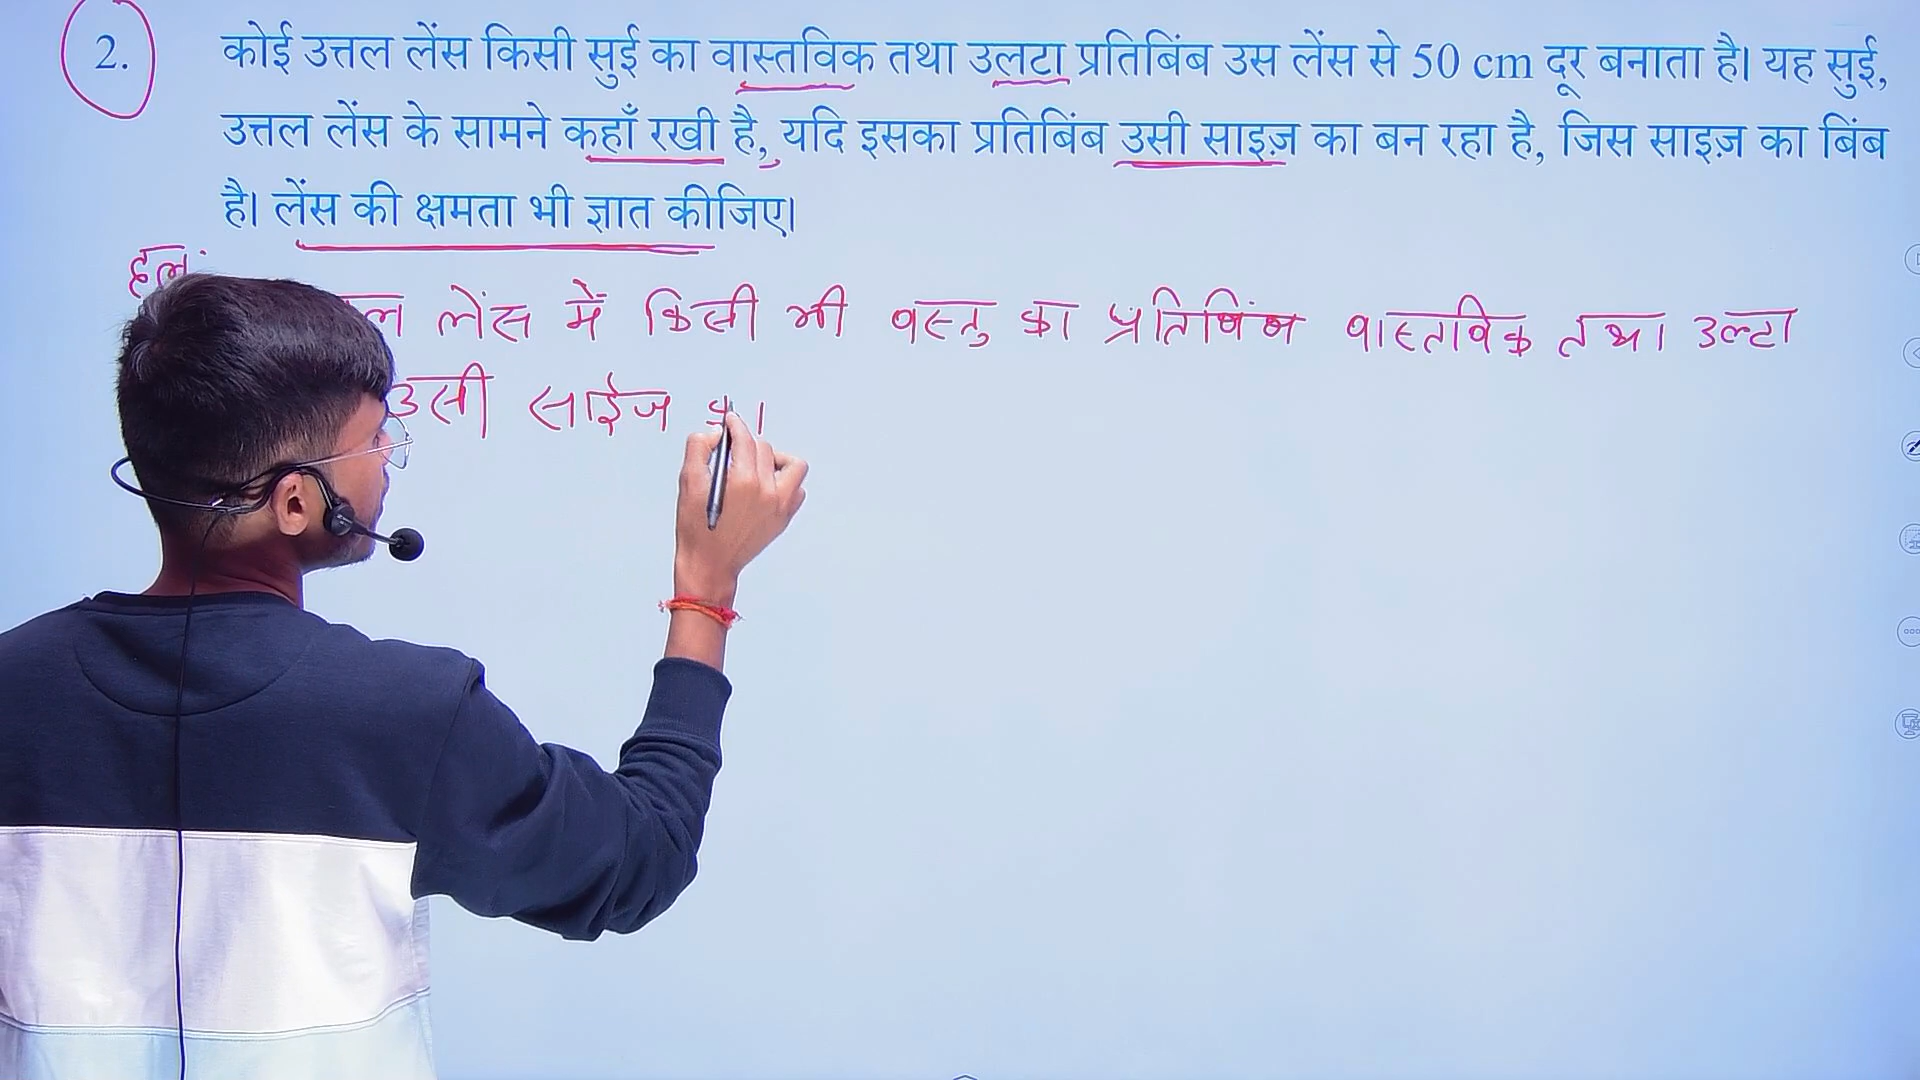 2. कोई उत्तल लेंस किसी सुई का वास्तविक तथा उलटा प्रतिबिंब उस लेंस से 50 cm दूर बनाता है। यह सुई,
उत्तल लेंस के सामने कहाँ रखी है, यदि इसका प्रतिबिंब उसी साइज़ का बन रहा है, जिस साइज़ का बिंब
है। लेंस की क्षमता भी ज्ञात कीजिए।
हल:
लेंस में किसी भी वस्तु का प्रतिबिंब वास्तविक तथा उल्टा
उसी साईज